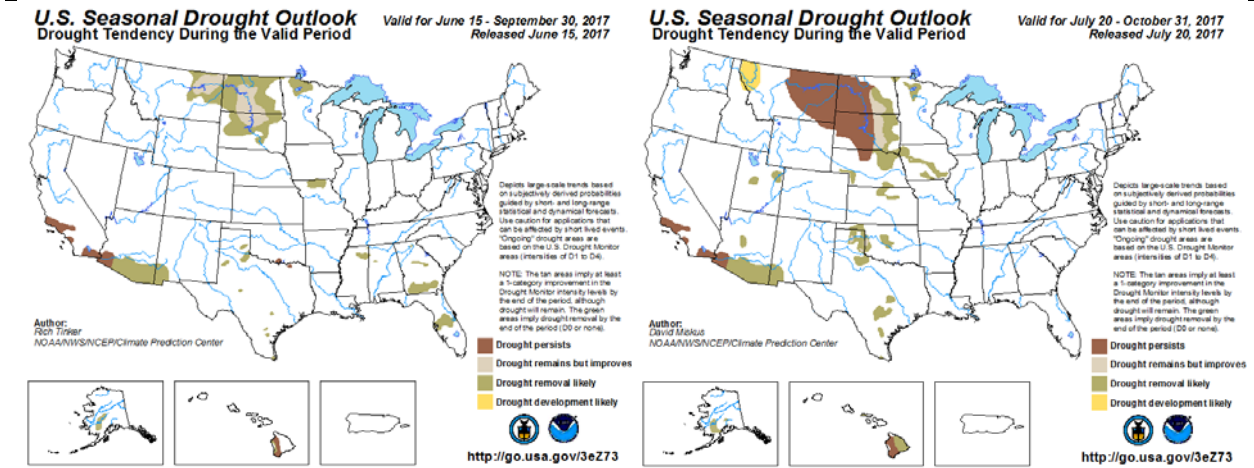 U.S. Seasonal Drought Outlook
Drought Tendency During the Valid Period
Valid for June 15 - September 30, 2017
Released June 15, 2017
Depicts large-scale trends based
on subjectively derived probabilities
guided by short- and long-range
statistical and dynamical forecasts.
Use caution for applications that
can be affected by short lived events.
"Ongoing" drought areas are
based on the U.S. Drought Monitor
areas (intensities of D1 to D4).
NOTE: The tan areas imply at least
a 1-category improvement in the
Drought Monitor intensity levels by
the end of the period, although
drought will remain. The green
areas imply drought removal by the
end of the period (D0 or none).
Author:
Rich Tinker
NOAA/NWS/NCEP/Climate Prediction Center
Drought persists
Drought remains but improves
Drought removal likely
Drought development likely
http://go.usa.gov/3eZ73
U.S. Seasonal Drought Outlook
Drought Tendency During the Valid Period
Valid for July 20 - October 31, 2017
Released July 20, 2017
Depicts large-scale trends based
on subjectively derived probabilities
guided by short- and long-range
statistical and dynamical forecasts.
Use caution for applications that
can be affected by short lived events.
"Ongoing" drought areas are
based on the U.S. Drought Monitor
areas (intensities of D1 to D4).
NOTE: The tan areas imply at least
a 1-category improvement in the
Drought Monitor intensity levels by
the end of the period, although
drought will remain. The green
areas imply drought removal by the
end of the period (D0 or none).
Author:
David Miskus
NOAA/NWS/NCEP/Climate Prediction Center
Drought persists
Drought remains but improves
Drought removal likely
Drought development likely
http://go.usa.gov/3eZ73